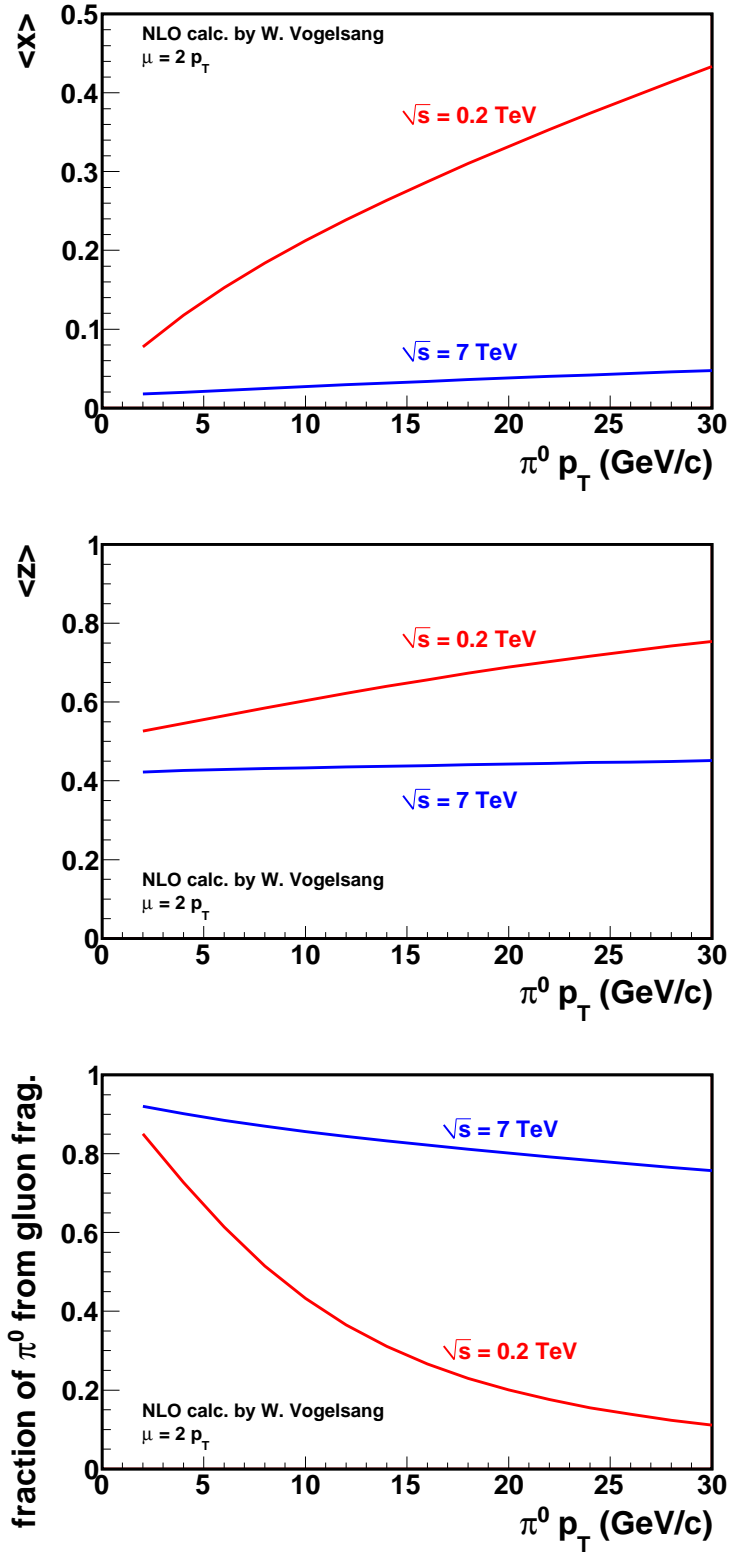 <x>
0.5
NLO calc. by W. Vogelsang
μ = 2 p_T
0.4
√s = 0.2 TeV
0.3
0.2
0.1
√s = 7 TeV
0
0 5 10 15 20 25 30
π⁰ p_T (GeV/c)
<z>
1
0.8
√s = 0.2 TeV
0.6
0.4
√s = 7 TeV
0.2
NLO calc. by W. Vogelsang
μ = 2 p_T
0
0 5 10 15 20 25 30
π⁰ p_T (GeV/c)
fraction of π⁰ from gluon frag.
1
√s = 7 TeV
0.8
0.6
0.4
√s = 0.2 TeV
0.2
NLO calc. by W. Vogelsang
μ = 2 p_T
0
0 5 10 15 20 25 30
π⁰ p_T (GeV/c)